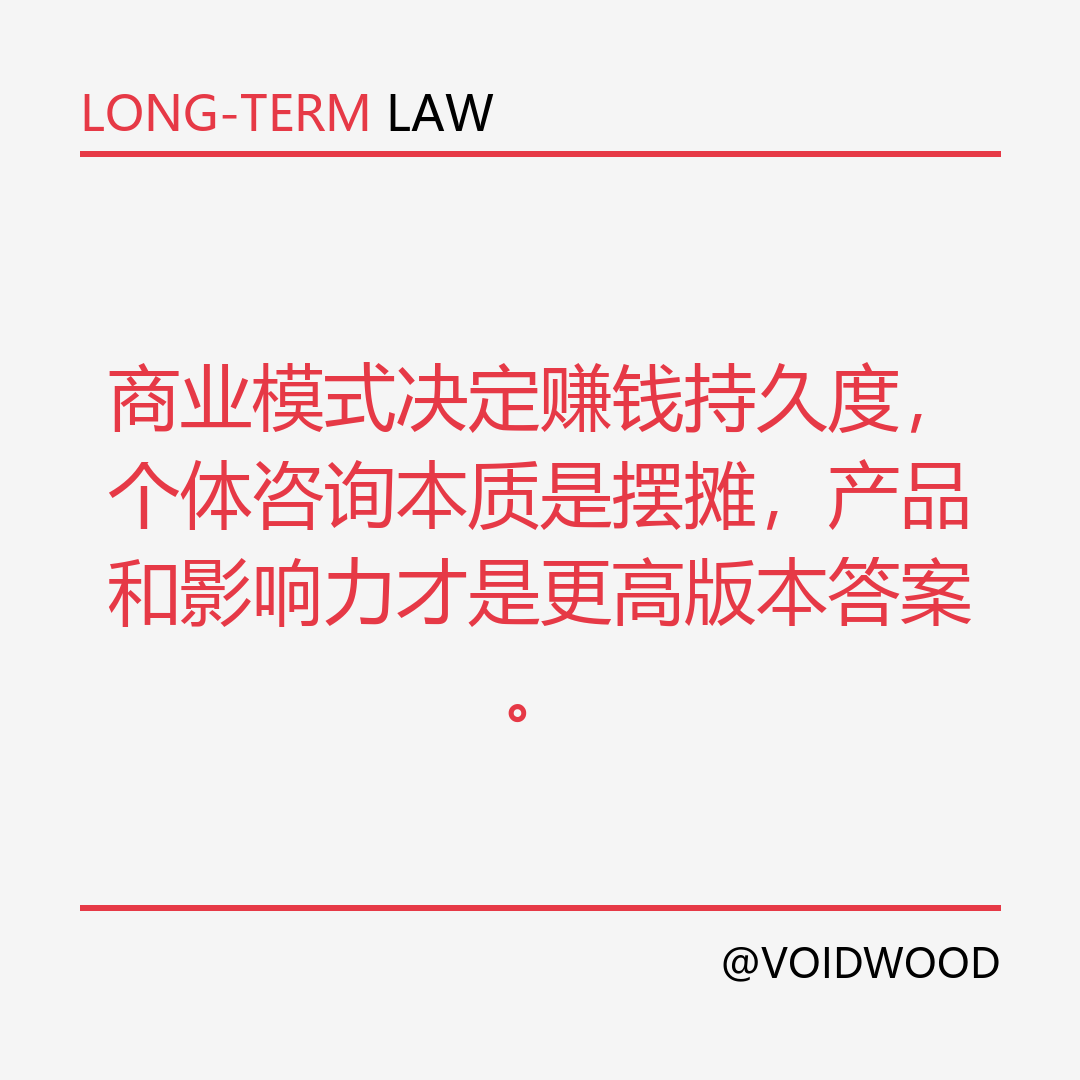 LONG-TERM LAW
商业模式决定赚钱持久度，
个体咨询本质是摆摊，产品
和影响力才是更高版本答案
。
@VOIDWOOD